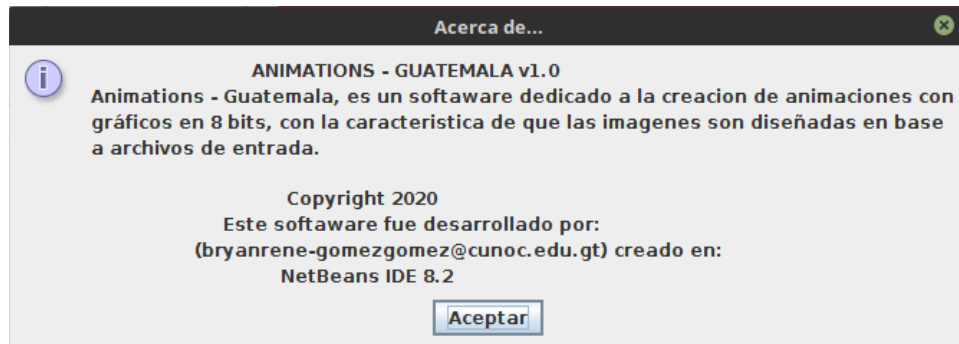 Acerca de...
ANIMATIONS - GUATEMALA v1.0
Animations - Guatemala, es un softaware dedicado a la creacion de animaciones con
gráficos en 8 bits, con la caracteristica de que las imagenes son diseñadas en base
a archivos de entrada.
Copyright 2020
Este softaware fue desarrollado por:
(bryanrene-gomezgomez@cunoc.edu.gt) creado en:
NetBeans IDE 8.2
Aceptar